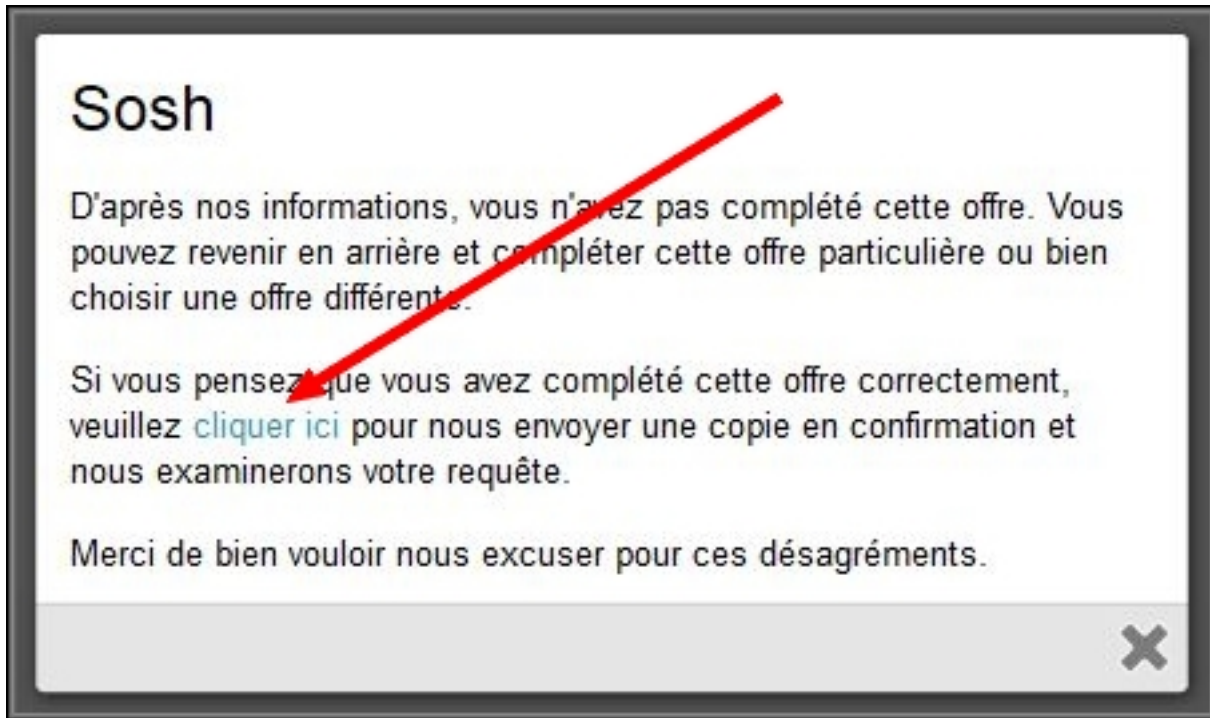 Sosh
D'après nos informations, vous n'avez pas complété cette offre. Vous
pouvez revenir en arrière et compléter cette offre particulière ou bien
choisir une offre différente.
Si vous pensez que vous avez complété cette offre correctement,
veuillez cliquer ici pour nous envoyer une copie en confirmation et
nous examinerons votre requête.
Merci de bien vouloir nous excuser pour ces désagréments.